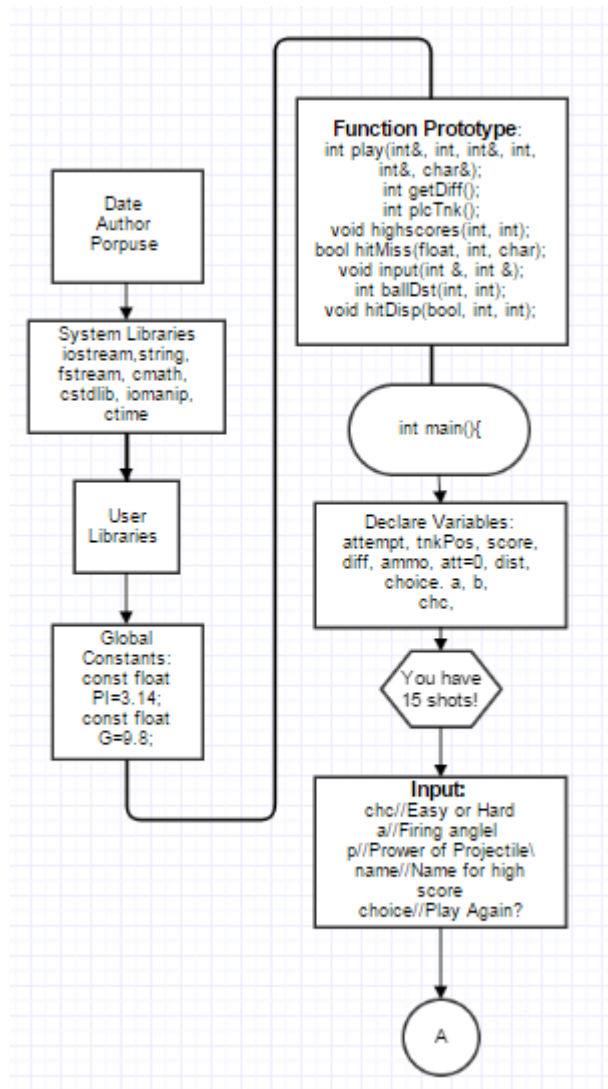 Date
Author
Porpuse
System Libraries
iostream,string,
fstream, cmath,
cstdlib, iomanip,
ctime
User
Libraries
Global
Constants:
const float
PI=3.14;
const float
G=9.8;
Function Prototype:
int play(int&, int, int&, int,
int&, char&);
int getDiff();
int plcTnk();
void highscores(int, int);
bool hitMiss(float, int, char);
void input(int &, int &);
int ballDst(int, int);
void hitDisp(bool, int, int);
int main(){
Declare Variables:
attempt, tnkPos, score,
diff, ammo, att=0, dist,
choice. a, b,
chc,
You have
15 shots!
Input:
chc//Easy or Hard
a//Firing anglel
p//Prower of Projectile\
name//Name for high
score
choice//Play Again?
A